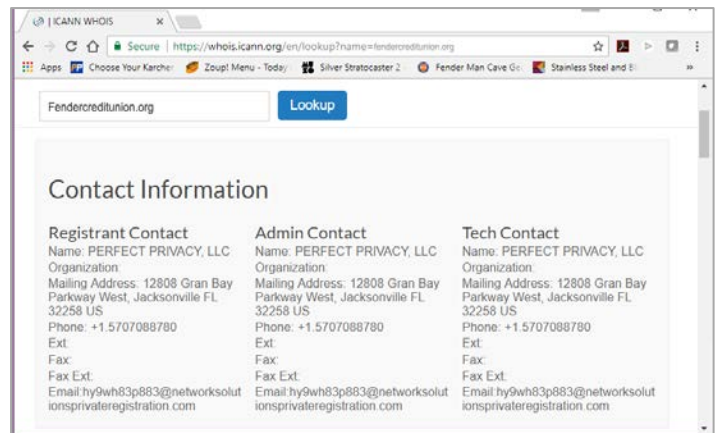 | ICANN WHOIS
Secure | https://whois.icann.org/en/lookup?name=fendercreditunion.org
Apps Choose Your Karcher Zoup! Menu - Today Silver Stratocaster 2 Fender Man Cave Ge Stainless Steel and B
Fendercreditunion.org Lookup
Contact Information
Registrant Contact
Name: PERFECT PRIVACY, LLC
Organization:
Mailing Address: 12808 Gran Bay
Parkway West, Jacksonville FL
32258 US
Phone: +1.5707088780
Ext:
Fax:
Fax Ext:
Email:hy9wh83p883@networksolut
ionsprivateregistration.com
Admin Contact
Name: PERFECT PRIVACY, LLC
Organization:
Mailing Address: 12808 Gran Bay
Parkway West, Jacksonville FL
32258 US
Phone: +1.5707088780
Ext:
Fax:
Fax Ext:
Email:hy9wh83p883@networksolut
ionsprivateregistration.com
Tech Contact
Name: PERFECT PRIVACY, LLC
Organization:
Mailing Address: 12808 Gran Bay
Parkway West, Jacksonville FL
32258 US
Phone: +1.5707088780
Ext:
Fax:
Fax Ext:
Email:hy9wh83p883@networksolut
ionsprivateregistration.com